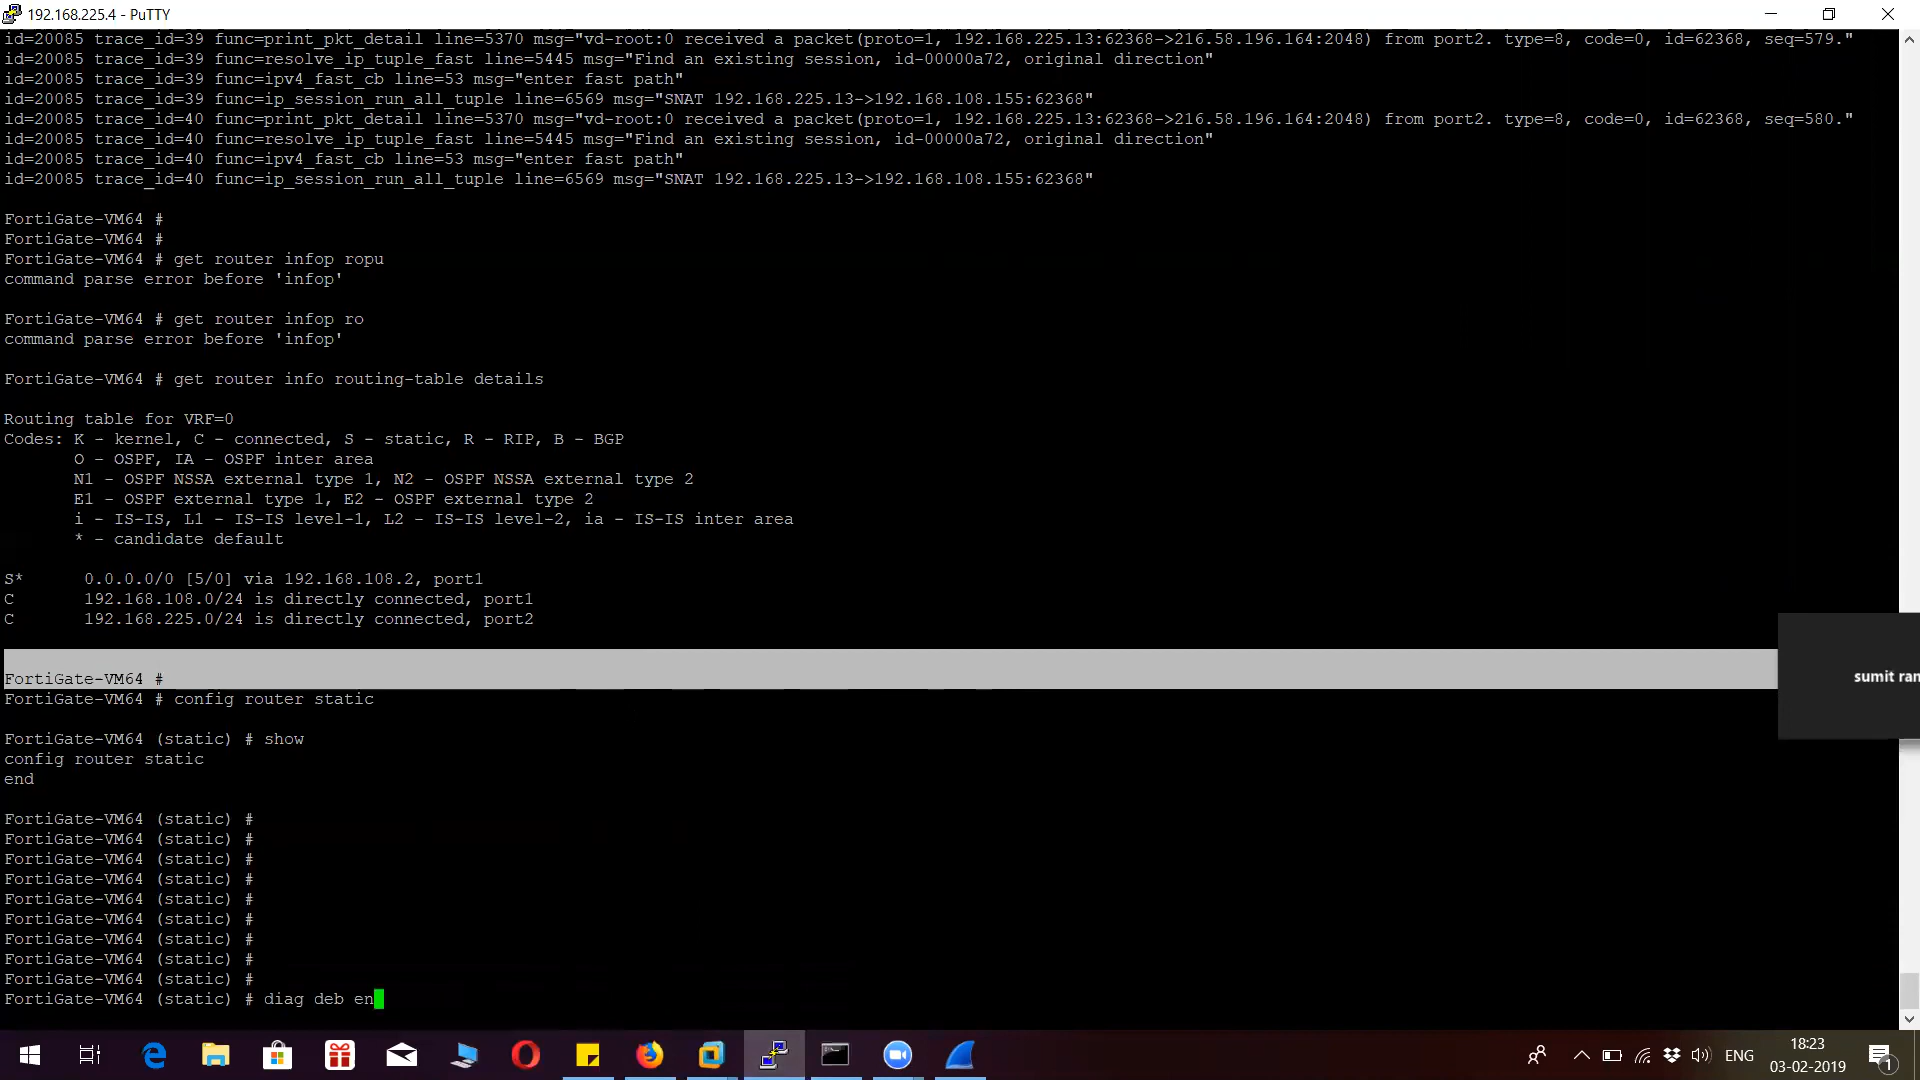 192.168.225.4 - PuTTY
id=20085 trace_id=39 func=print_pkt_detail line=5370 msg="vd-root:0 received a packet(proto=1, 192.168.225.13:62368->216.58.196.164:2048) from port2. type=8, code=0, id=62368, seq=579."
id=20085 trace_id=39 func=resolve_ip_tuple_fast line=5445 msg="Find an existing session, id-00000a72, original direction"
id=20085 trace_id=39 func=ipv4_fast_cb line=53 msg="enter fast path"
id=20085 trace_id=39 func=ip_session_run_all_tuple line=6569 msg="SNAT 192.168.225.13->192.168.108.155:62368"
id=20085 trace_id=40 func=print_pkt_detail line=5370 msg="vd-root:0 received a packet(proto=1, 192.168.225.13:62368->216.58.196.164:2048) from port2. type=8, code=0, id=62368, seq=580."
id=20085 trace_id=40 func=resolve_ip_tuple_fast line=5445 msg="Find an existing session, id-00000a72, original direction"
id=20085 trace_id=40 func=ipv4_fast_cb line=53 msg="enter fast path"
id=20085 trace_id=40 func=ip_session_run_all_tuple line=6569 msg="SNAT 192.168.225.13->192.168.108.155:62368"
FortiGate-VM64 #
FortiGate-VM64 #
FortiGate-VM64 # get router infop ropu
command parse error before 'infop'
FortiGate-VM64 # get router infop ro
command parse error before 'infop'
FortiGate-VM64 # get router info routing-table details
Routing table for VRF=0
Codes: K - kernel, C - connected, S - static, R - RIP, B - BGP
O - OSPF, IA - OSPF inter area
N1 - OSPF NSSA external type 1, N2 - OSPF NSSA external type 2
E1 - OSPF external type 1, E2 - OSPF external type 2
i - IS-IS, L1 - IS-IS level-1, L2 - IS-IS level-2, ia - IS-IS inter area
* - candidate default
S* 0.0.0.0/0 [5/0] via 192.168.108.2, port1
C 192.168.108.0/24 is directly connected, port1
C 192.168.225.0/24 is directly connected, port2
FortiGate-VM64 #
sumit ran
FortiGate-VM64 # config router static
FortiGate-VM64 (static) # show
config router static
end
FortiGate-VM64 (static) #
FortiGate-VM64 (static) #
FortiGate-VM64 (static) #
FortiGate-VM64 (static) #
FortiGate-VM64 (static) #
FortiGate-VM64 (static) #
FortiGate-VM64 (static) #
FortiGate-VM64 (static) #
FortiGate-VM64 (static) #
FortiGate-VM64 (static) # diag deb en
ENG
18:23
03-02-2019
1